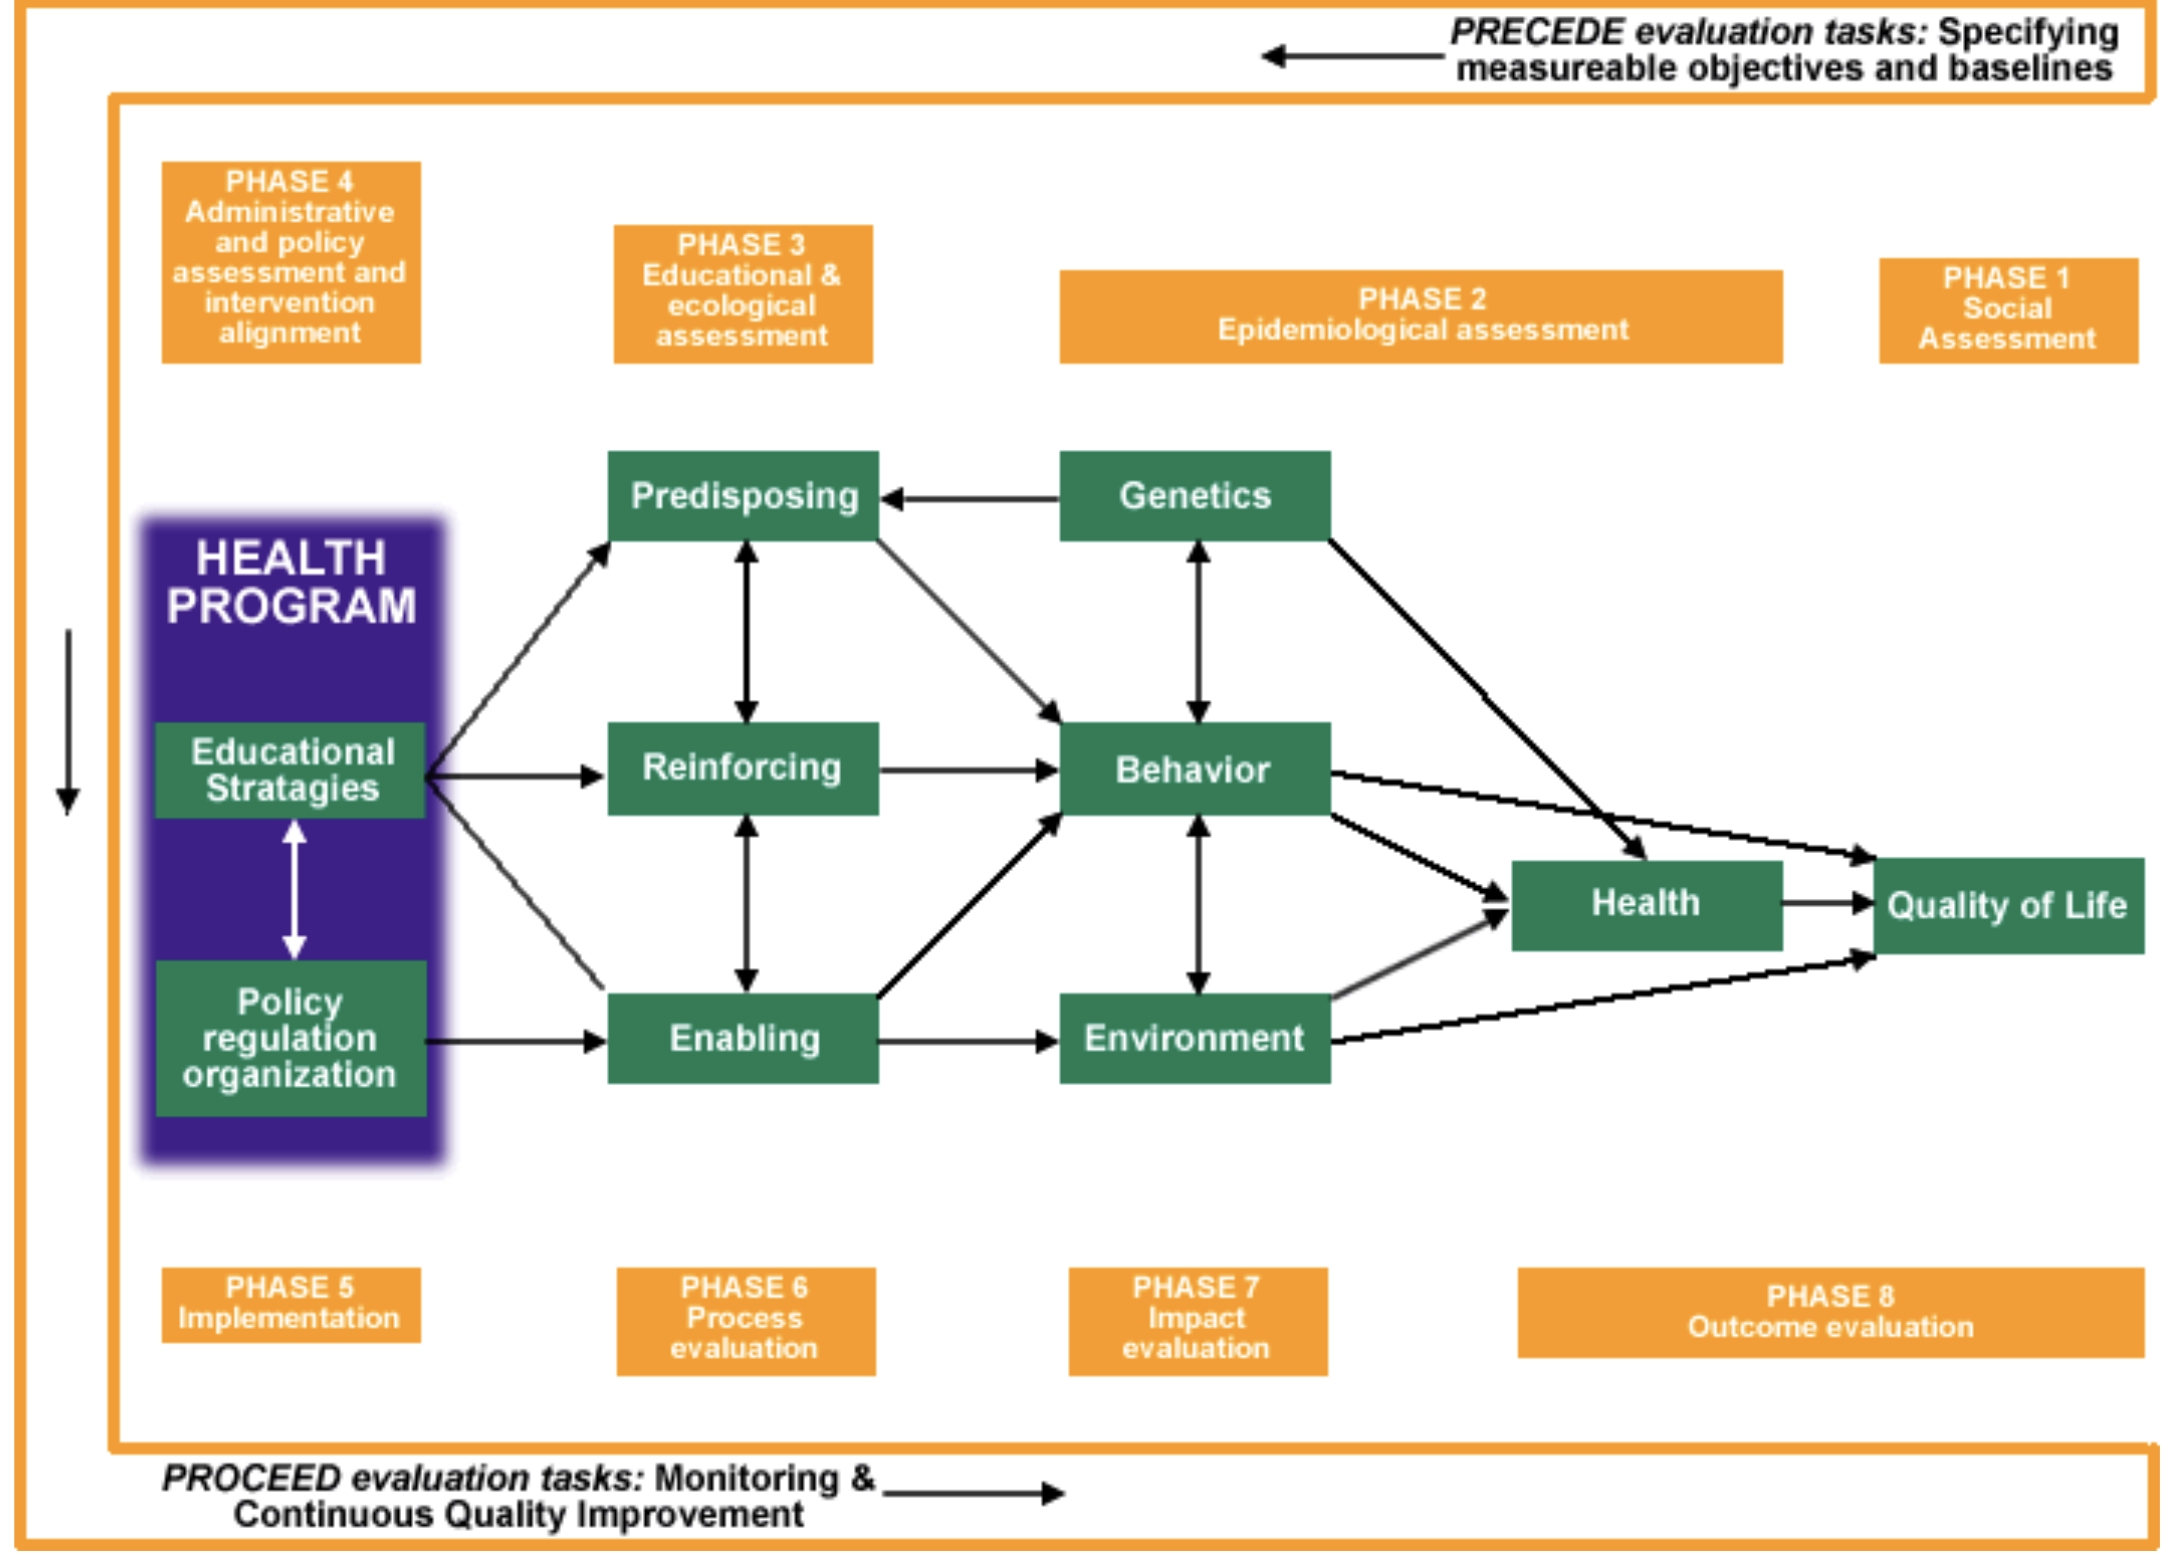 PRECEDE evaluation tasks: Specifying
measureable objectives and baselines
PHASE 4
Administrative
and policy
assessment and
intervention
alignment
PHASE 3
Educational &
ecological
assessment
PHASE 2
Epidemiological assessment
PHASE 1
Social
Assessment
HEALTH
PROGRAM
Educational
Stratagies
Policy
regulation
organization
Predisposing
Reinforcing
Enabling
Genetics
Behavior
Environment
Health
Quality of Life
PHASE 5
Implementation
PHASE 6
Process
evaluation
PHASE 7
Impact
evaluation
PHASE 8
Outcome evaluation
PROCEED evaluation tasks: Monitoring &
Continuous Quality Improvement